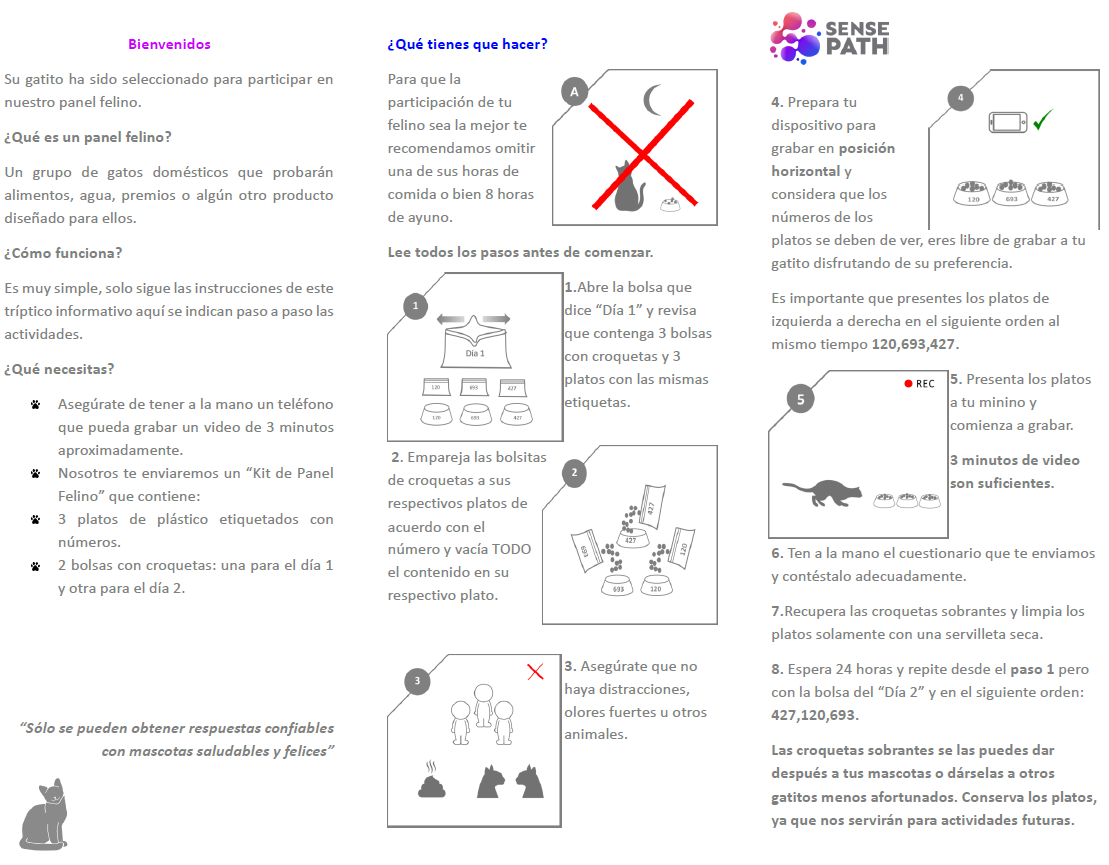 Bienvenidos
Su gatito ha sido seleccionado para participar en
nuestro panel felino.
¿Qué es un panel felino?
Un grupo de gatos domésticos que probarán
alimentos, agua, premios o algún otro producto
diseñado para ellos.
¿Cómo funciona?
Es muy simple, solo sigue las instrucciones de este
tríptico informativo aquí se indican paso a paso las
actividades.
¿Qué necesitas?
Asegúrate de tener a la mano un teléfono
que pueda grabar un video de 3 minutos
aproximadamente.
Nosotros te enviaremos un “Kit de Panel
Felino” que contiene:
3 platos de plástico etiquetados con
números.
2 bolsas con croquetas: una para el día 1
y otra para el día 2.
“Sólo se pueden obtener respuestas confiables
con mascotas saludables y felices”
¿Qué tienes que hacer?
Para que la
participación de tu
felino sea la mejor te
recomendamos omitir
una de sus horas de
comida o bien 8 horas
de ayuno.
A
Lee todos los pasos antes de comenzar.
1
Día 1
120 693 427
120 693 427
1.Abre la bolsa que
dice “Día 1” y revisa
que contenga 3 bolsas
con croquetas y 3
platos con las mismas
etiquetas.
2. Empareja las bolsitas
de croquetas a sus
respectivos platos de
acuerdo con el
número y vacía TODO
el contenido en su
respectivo plato.
2
427
427
693
120
693 120
3
3. Asegúrate que no
haya distracciones,
olores fuertes u otros
animales.
SENSE
PATH
4. Prepara tu
dispositivo para
grabar en posición
horizontal y
considera que los
números de los
platos se deben de ver, eres libre de grabar a tu
gatito disfrutando de su preferencia.
4
120 693 427
Es importante que presentes los platos de
izquierda a derecha en el siguiente orden al
mismo tiempo 120,693,427.
5
REC
120 693 427
5. Presenta los platos
a tu minino y
comienza a grabar.
3 minutos de video
son suficientes.
6. Ten a la mano el cuestionario que te enviamos
y contéstalo adecuadamente.
7.Recupera las croquetas sobrantes y limpia los
platos solamente con una servilleta seca.
8. Espera 24 horas y repite desde el paso 1 pero
con la bolsa del “Día 2” y en el siguiente orden:
427,120,693.
Las croquetas sobrantes se las puedes dar
después a tus mascotas o dárselas a otros
gatitos menos afortunados. Conserva los platos,
ya que nos servirán para actividades futuras.